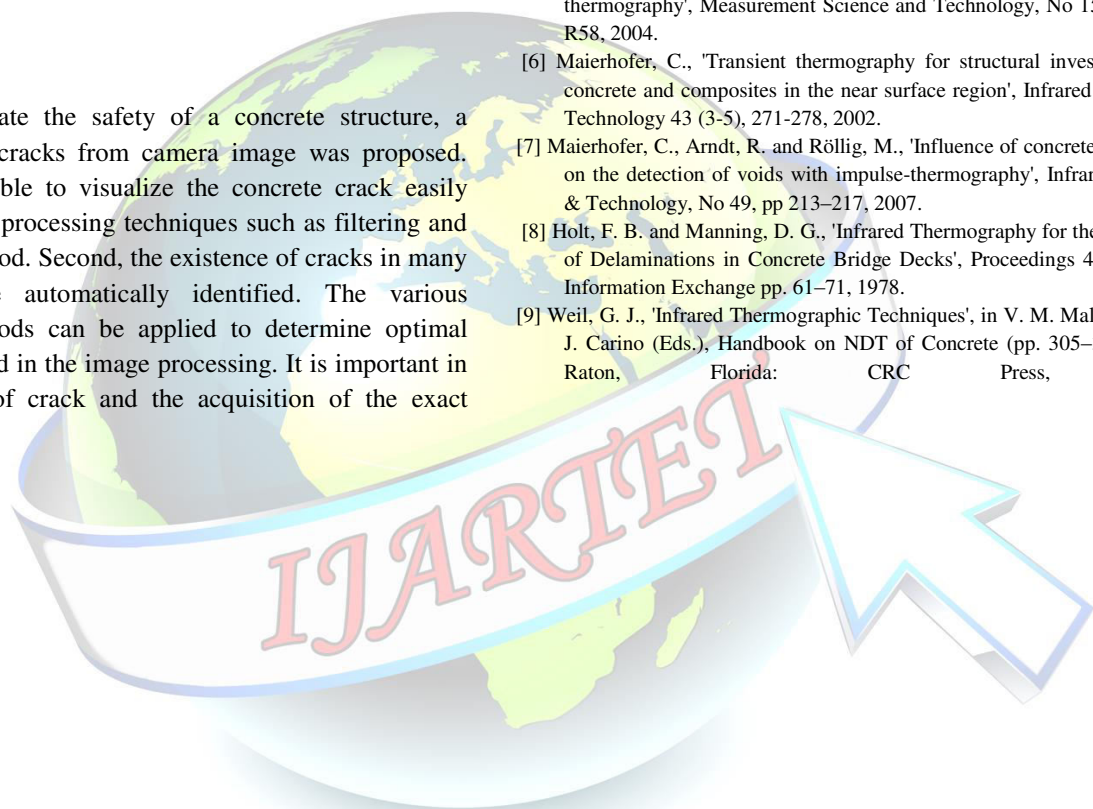 ate the safety of a concrete structure, a
cracks from camera image was proposed.
ble to visualize the concrete crack easily
processing techniques such as filtering and
od. Second, the existence of cracks in many
automatically identified. The various
ods can be applied to determine optimal
d in the image processing. It is important in
of crack and the acquisition of the exact
thermography', Measurement Science and Technology, No 1
R58, 2004.
[6] Maierhofer, C., 'Transient thermography for structural inves
concrete and composites in the near surface region', Infrared
Technology 43 (3-5), 271-278, 2002.
[7] Maierhofer, C., Arndt, R. and Röllig, M., 'Influence of concrete
on the detection of voids with impulse-thermography', Infrar
& Technology, No 49, pp 213–217, 2007.
[8] Holt, F. B. and Manning, D. G., 'Infrared Thermography for the
of Delaminations in Concrete Bridge Decks', Proceedings 4
Information Exchange pp. 61–71, 1978.
[9] Weil, G. J., 'Infrared Thermographic Techniques', in V. M. Mal
J. Carino (Eds.), Handbook on NDT of Concrete (pp. 305–
Raton, Florida: CRC Press,
IJARTET